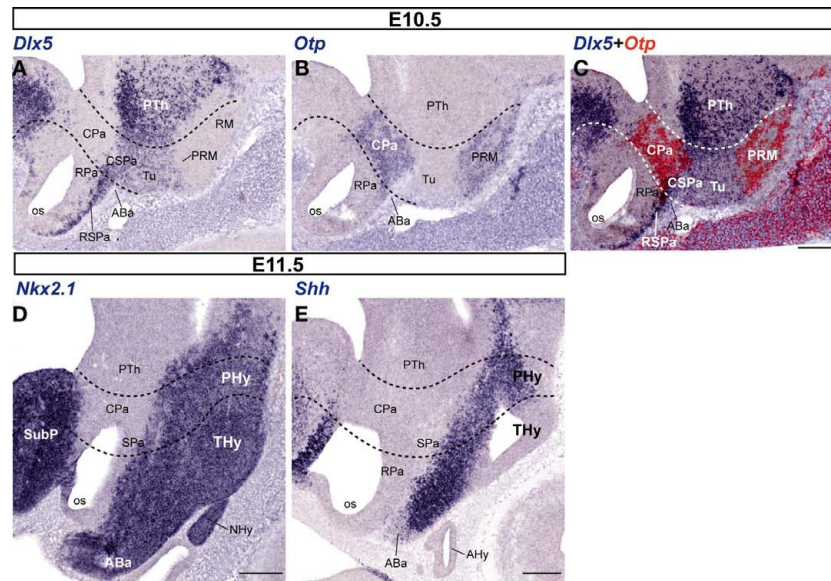 E10.5
Dlx5
Otp
Dlx5+Otp
A
PTh
RM
CPa
CSPa
PRM
RPa
Tu
os
ABa
RSPa
B
PTh
CPa
PRM
RPa
Tu
os
ABa
C
PTh
CPa
PRM
CSPa
Tu
RPa
os
ABa
RSPa
E11.5
Nkx2.1
Shh
D
PTh
PHy
CPa
SubP
SPa
THy
os
NHy
ABa
E
PTh
PHy
CPa
SPa
THy
RPa
os
ABa
AHy